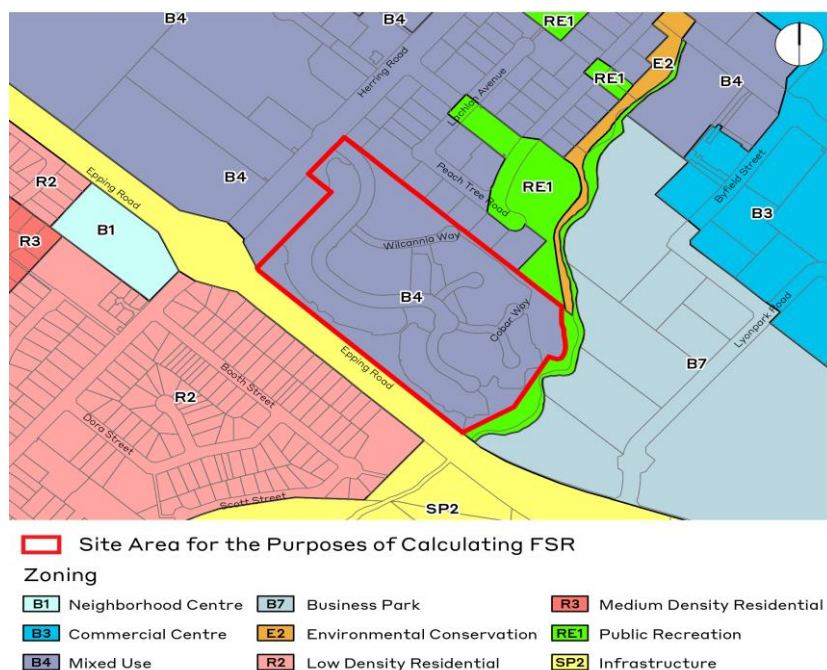 B4
B4
RE1
Herring Road
Lachlan Avenue
E2
RE1
B4
R2
Epping Road
B4
Peach Tree Road
RE1
Byfield Street
B3
R3
B1
Wilcannia Way
B4
Cobar Way
Lyonpark Road
B7
Epping Road
Booth Street
R2
Dora Street
Scott Street
SP2
Site Area for the Purposes of Calculating FSR
Zoning
B1 Neighborhood Centre B7 Business Park R3 Medium Density Residential
B3 Commercial Centre E2 Environmental Conservation RE1 Public Recreation
B4 Mixed Use R2 Low Density Residential SP2 Infrastructure